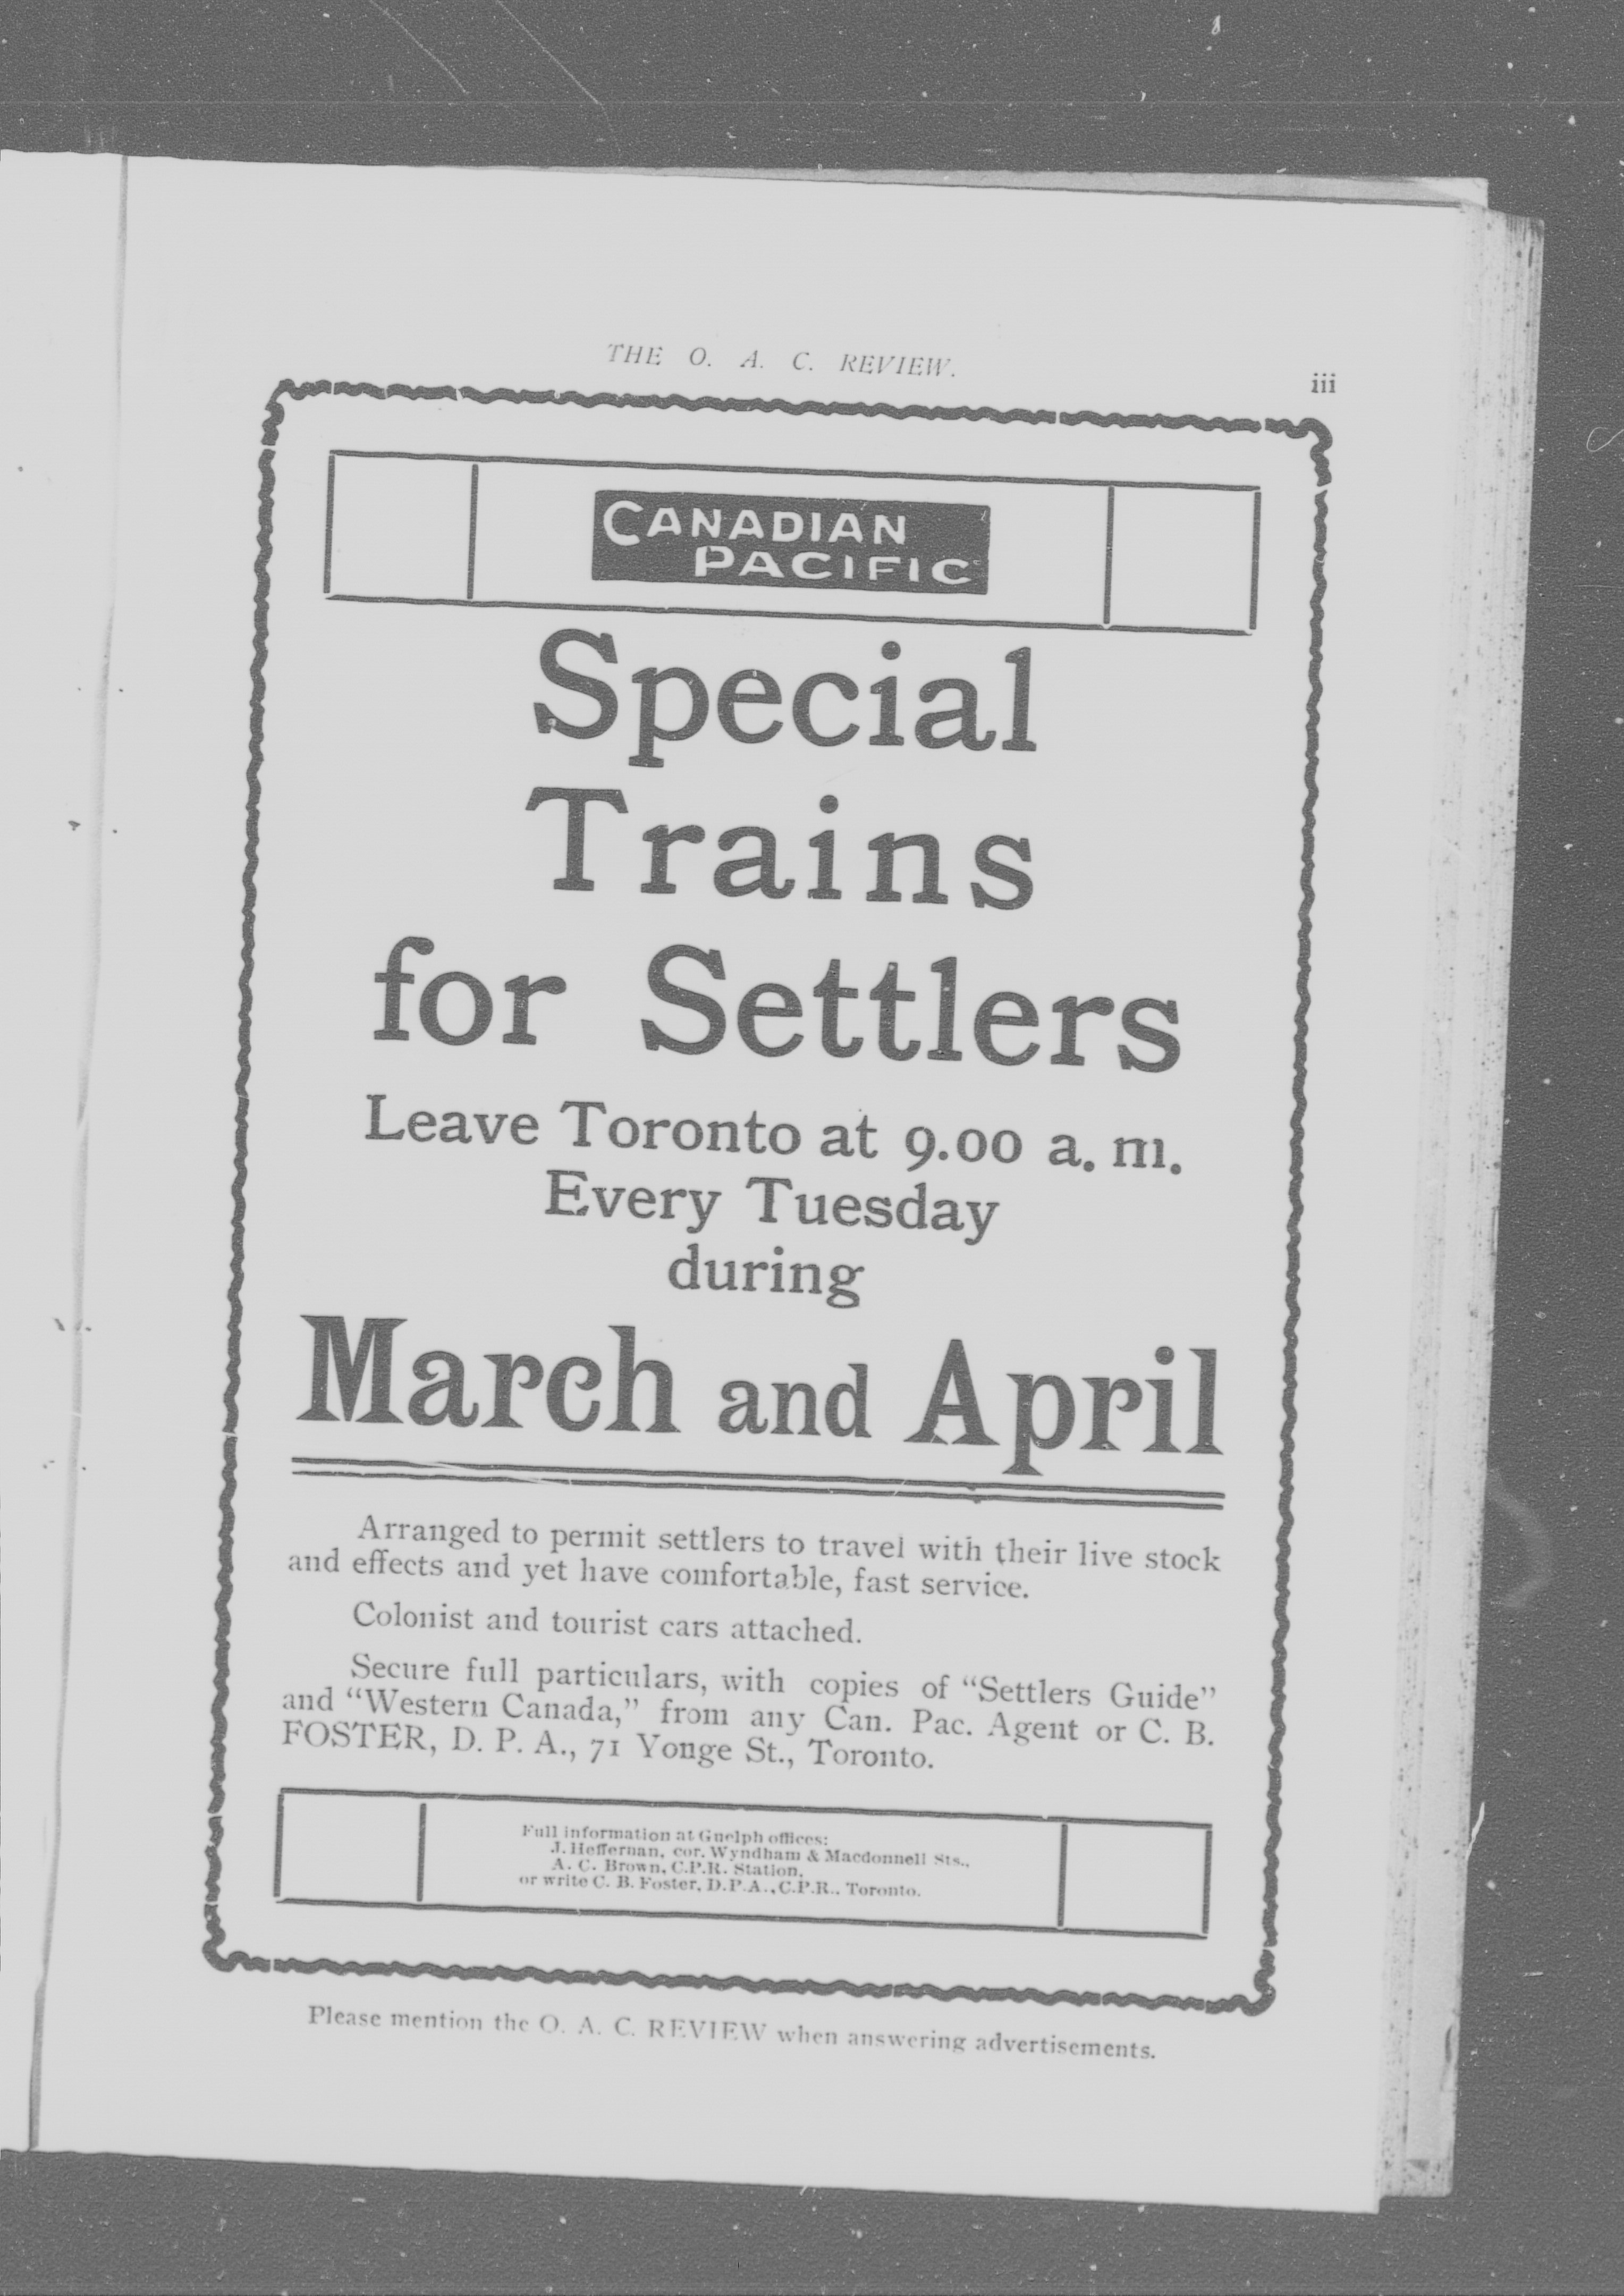 THE O. A. C. REVIEW.
iii
CANADIAN
PACIFIC
Special
Trains
for Settlers
Leave Toronto at 9.00 a. m.
Every Tuesday
during
March and April
Arranged to permit settlers to travel with their live stock
and effects and yet have comfortable, fast service.
Colonist and tourist cars attached.
Secure full particulars, with copies of “Settlers Guide”
and “Western Canada,” from any Can. Pac. Agent or C. B.
FOSTER, D. P. A., 71 Yonge St., Toronto.
Full information at Guelph offices:
J. Heffernan, cor. Wyndham & Macdonnell Sts.,
A. C. Brown, C.P.R. Station,
or write C. B. Foster, D.P.A., C.P.R., Toronto.
Please mention the O. A. C. REVIEW when answering advertisements.